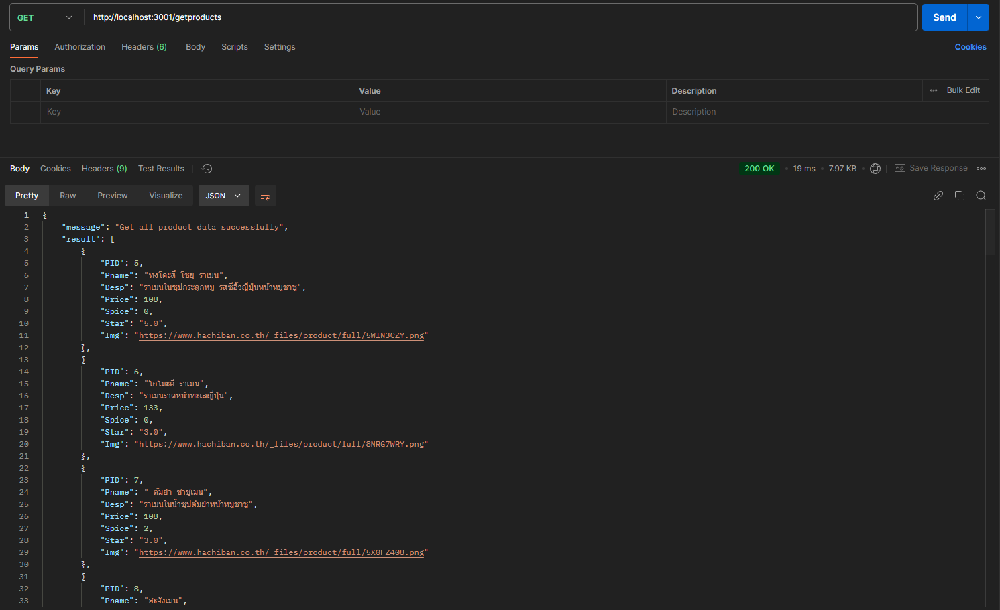 GET http://localhost:3001/getproducts Send
Params Authorization Headers (6) Body Scripts Settings Cookies
Query Params
Key Value Description Bulk Edit
Key Value Description
Body Cookies Headers (9) Test Results 200 OK 19 ms 7.97 KB e.g. Save Response
Pretty Raw Preview Visualize JSON
1 {
2 "message": "Get all product data successfully",
3 "result": [
4 {
5 "PID": 5,
6 "Pname": "ทงโคะสึ โชยุ ราเมน",
7 "Desp": "ราเมนในซุปกระดูกหมู รสซีอิ๊วญี่ปุ่นหน้าหมูชาชู",
8 "Price": 108,
9 "Spice": 0,
10 "Star": "5.0",
11 "Img": "https://www.hachiban.co.th/_files/product/full/5WIN3CZY.png"
12 },
13 {
14 "PID": 6,
15 "Pname": "โกโมะคึ ราเมน",
16 "Desp": "ราเมนราดหน้าทะเลญี่ปุ่น",
17 "Price": 133,
18 "Spice": 0,
19 "Star": "3.0",
20 "Img": "https://www.hachiban.co.th/_files/product/full/8NRG7WRY.png"
21 },
22 {
23 "PID": 7,
24 "Pname": " ต้มยำ ชาชูเมน",
25 "Desp": "ราเมนในน้ำซุปต้มยำหน้าหมูชาชู",
26 "Price": 108,
27 "Spice": 2,
28 "Star": "3.0",
29 "Img": "https://www.hachiban.co.th/_files/product/full/5X0FZ408.png"
30 },
31 {
32 "PID": 8,
33 "Pname": "ฮะจังเมน",